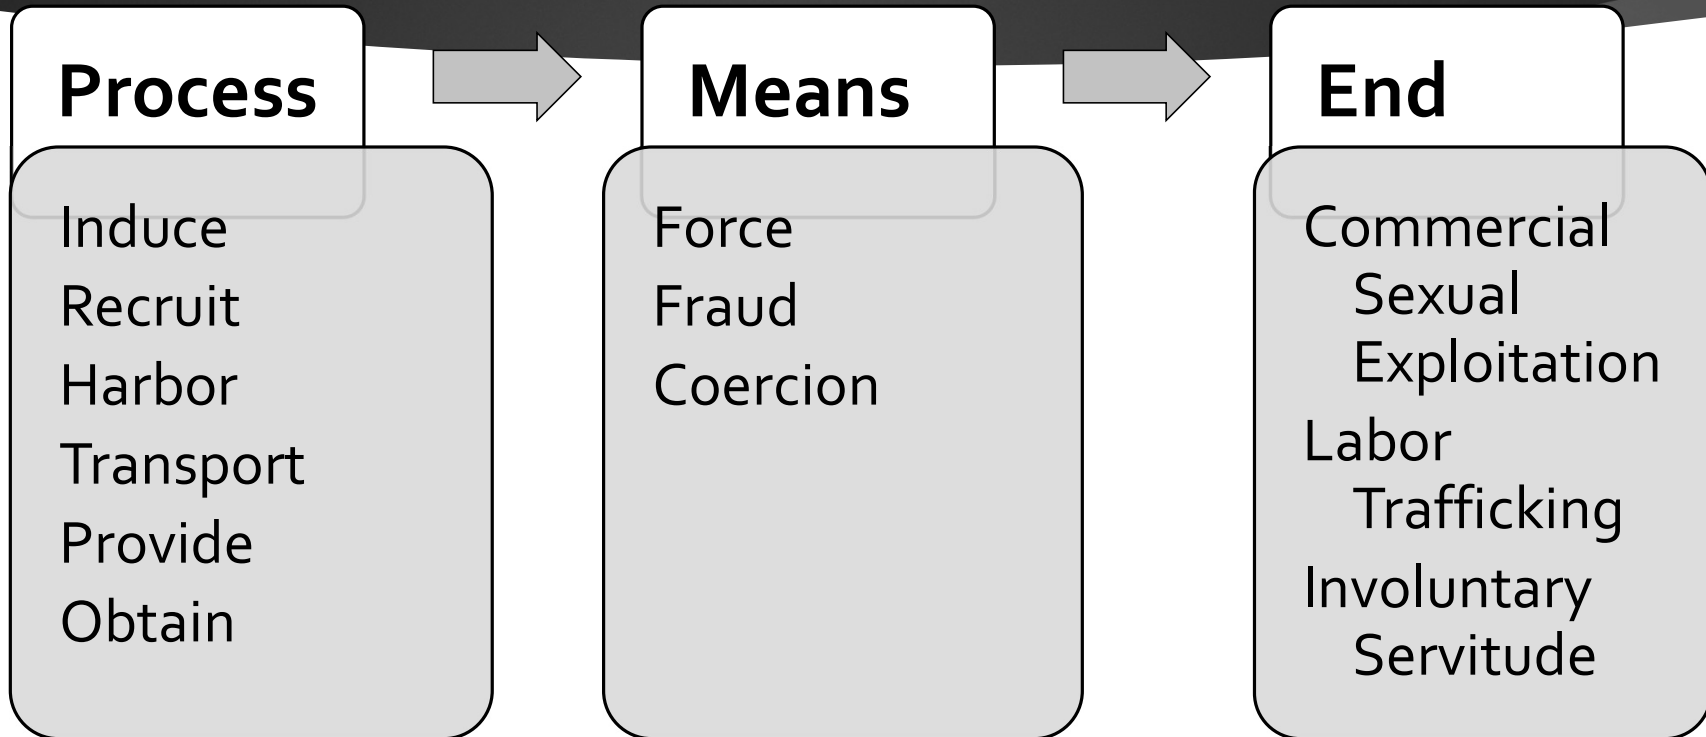 Process
Induce
Recruit
Harbor
Transport
Provide
Obtain
Means
Force
Fraud
Coercion
End
Commercial
Sexual
Exploitation
Labor
Trafficking
Involuntary
Servitude